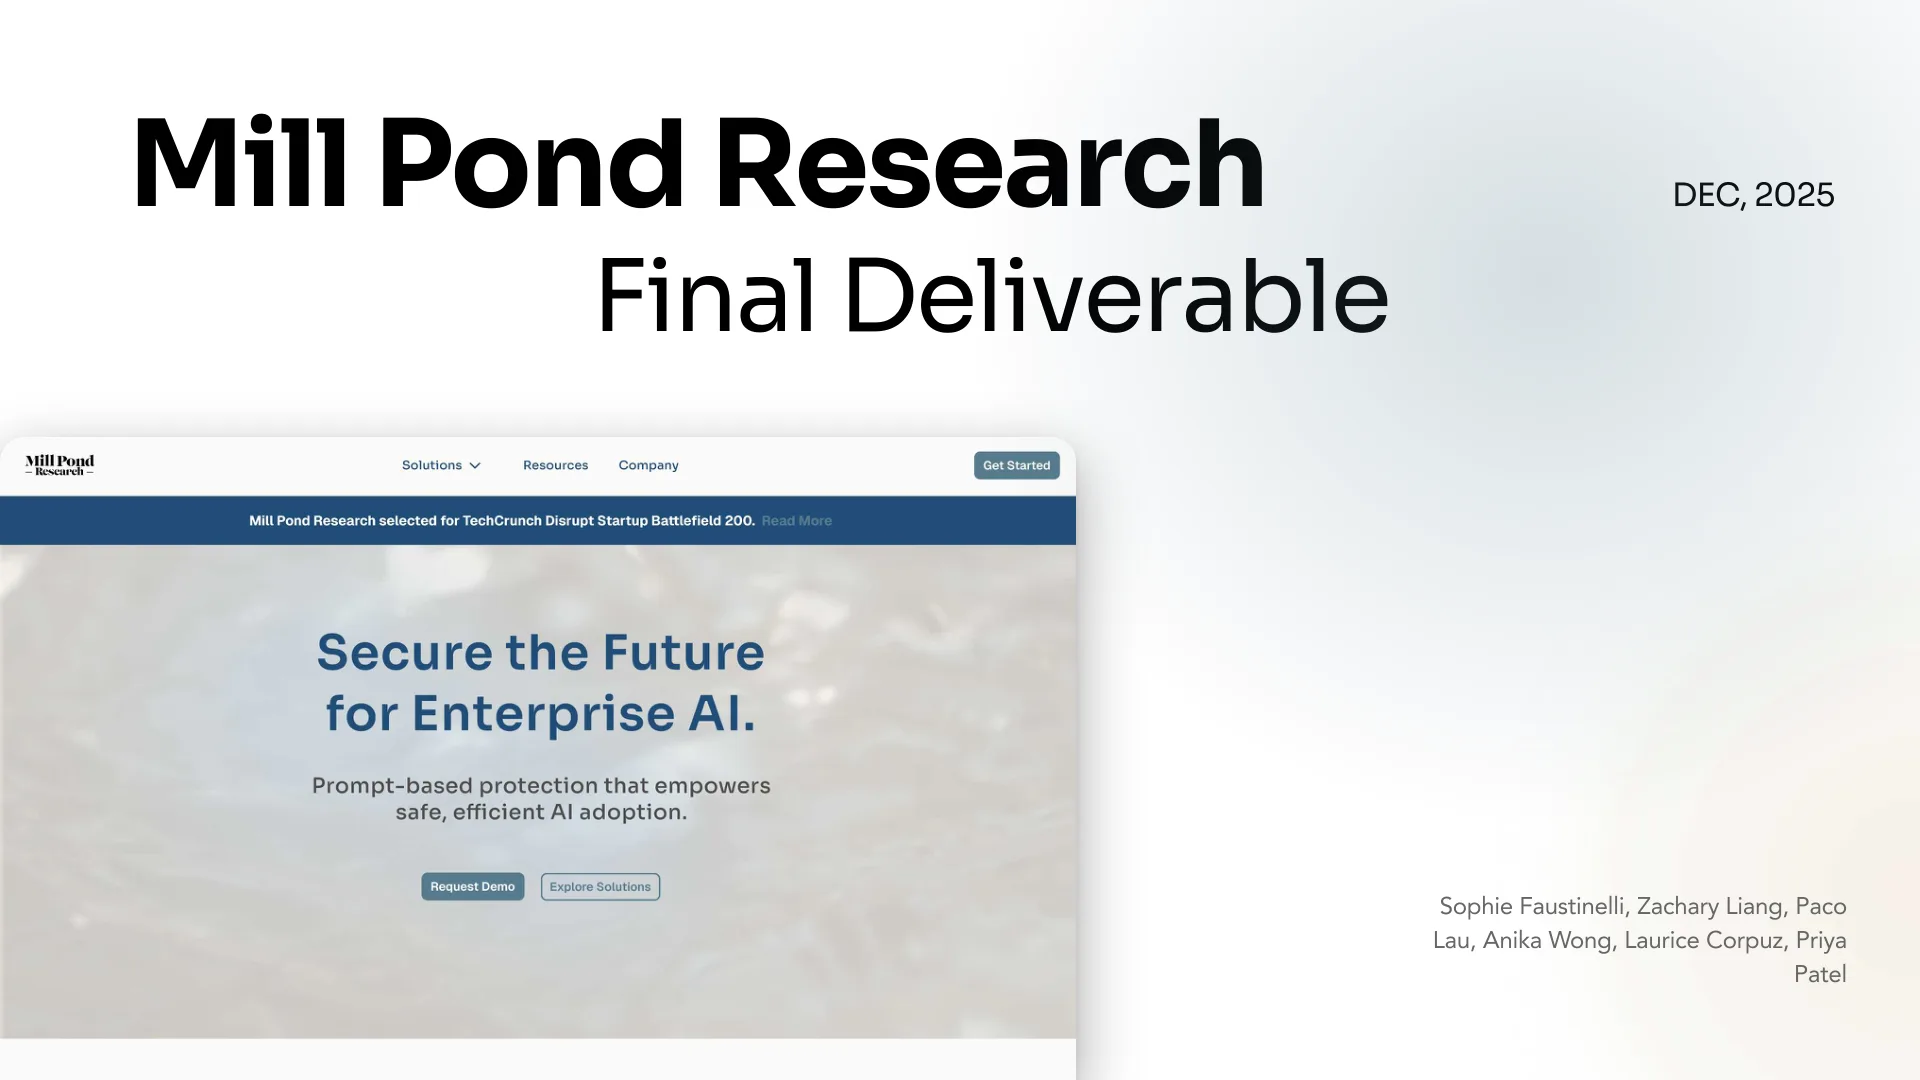 Mill Pond Research
DEC, 2025
Final Deliverable
Mill Pond
– Research –
Solutions
Resources
Company
Get Started
Mill Pond Research selected for TechCrunch Disrupt Startup Battlefield 200. Read More
Secure the Future
for Enterprise AI.
Prompt-based protection that empowers
safe, efficient AI adoption.
Request Demo
Explore Solutions
Sophie Faustinelli, Zachary Liang, Paco
Lau, Anika Wong, Laurice Corpuz, Priya
Patel